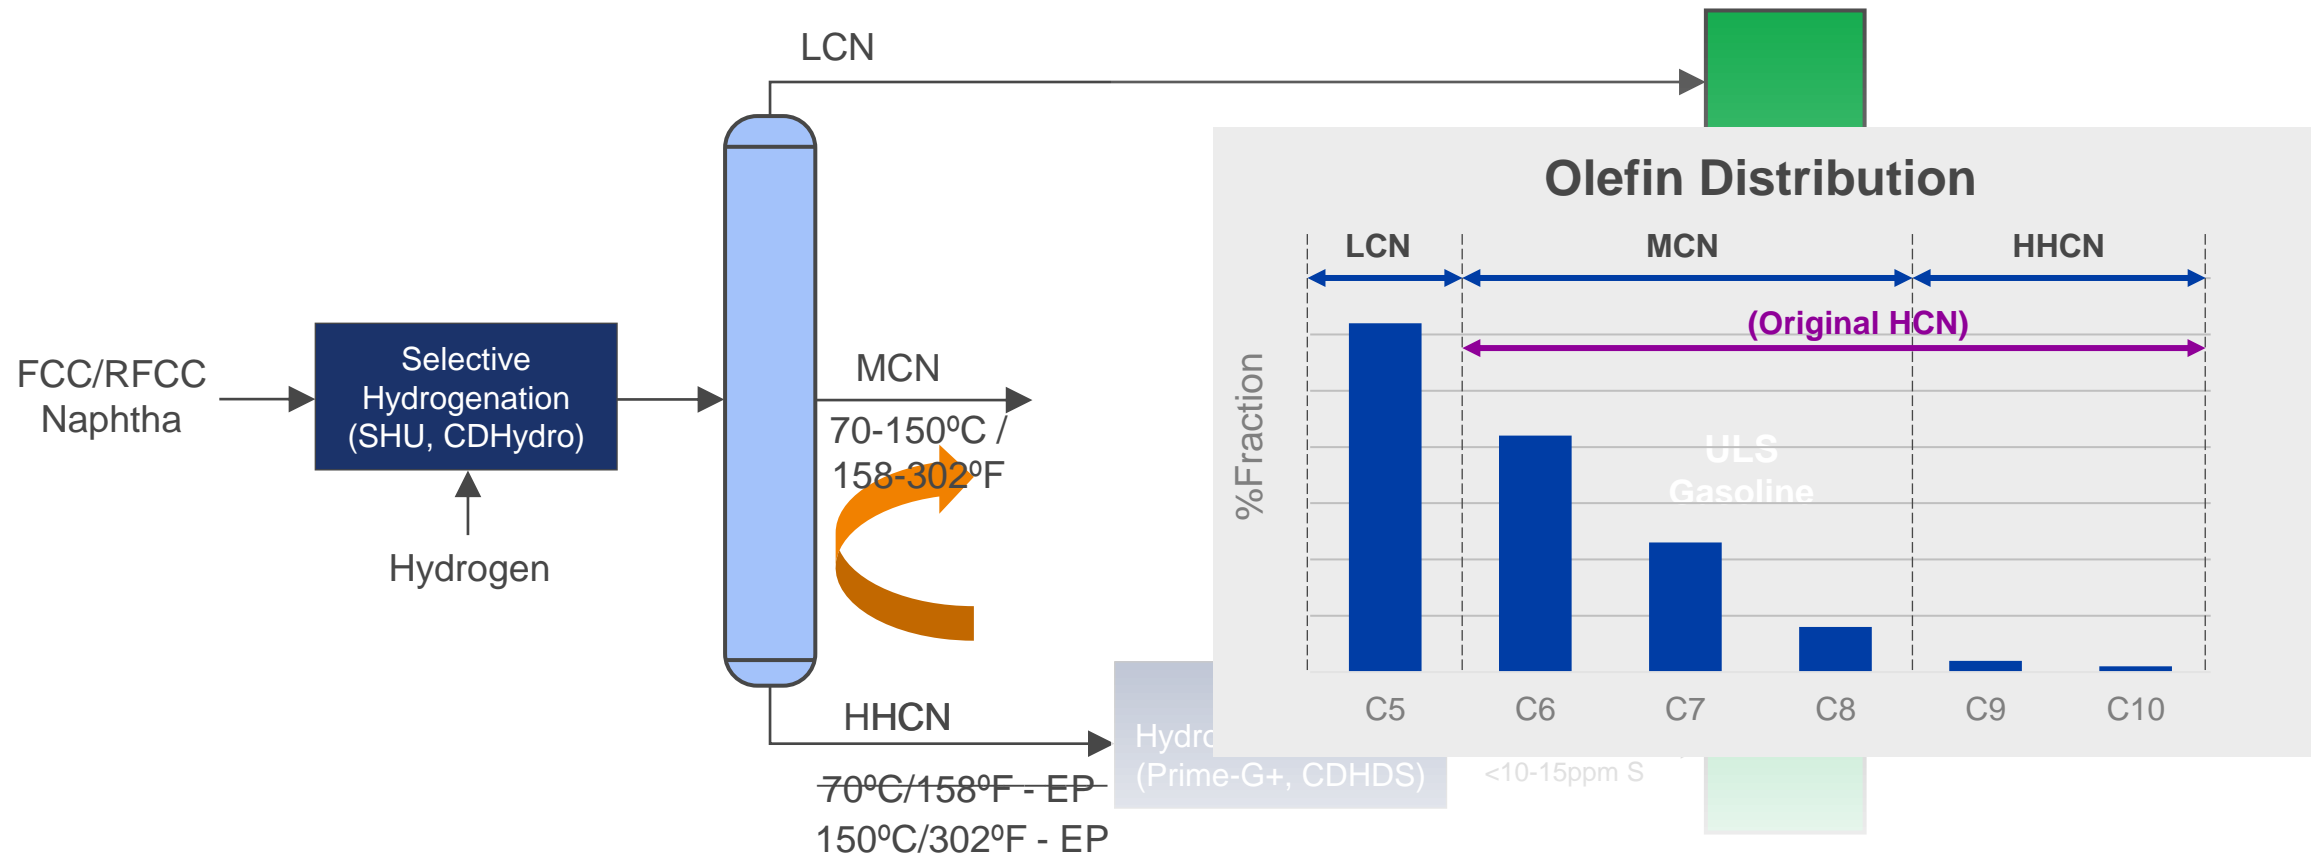 LCN
Olefin Distribution
LCN
MCN
HHCN
(Original HCN)
FCC/RFCC
Naphtha
Selective
Hydrogenation
(SHU, CDHydro)
Hydrogen
MCN
70-150ºC /
158-302ºF
%Fraction
ULS
Gasoline
C5
C6
C7
C8
C9
C10
HHCN
Hydro
(Prime-G+, CDHDS)
<10-15ppm S
70ºC/158ºF - EP
150ºC/302ºF - EP